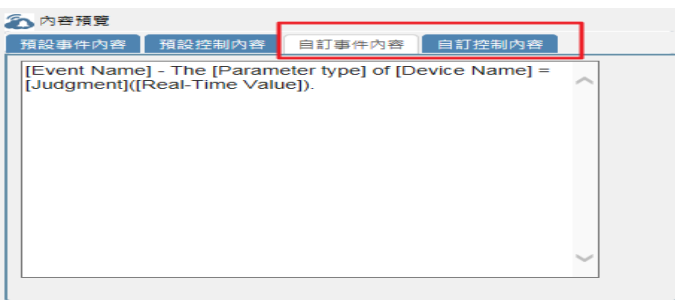 內容預覽
預設事件內容 預設控制內容 自訂事件內容 自訂控制內容
[Event Name] - The [Parameter type] of [Device Name] =
[Judgment]([Real-Time Value]).